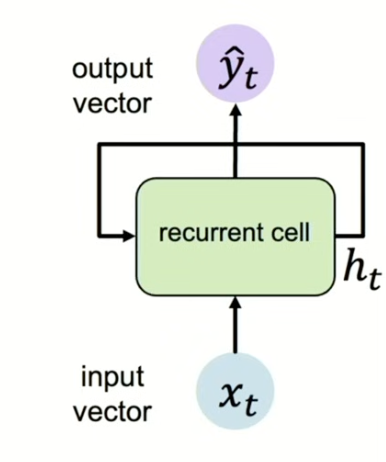 output
vector
ŷₜ
recurrent cell
hₜ
input
vector
xₜ